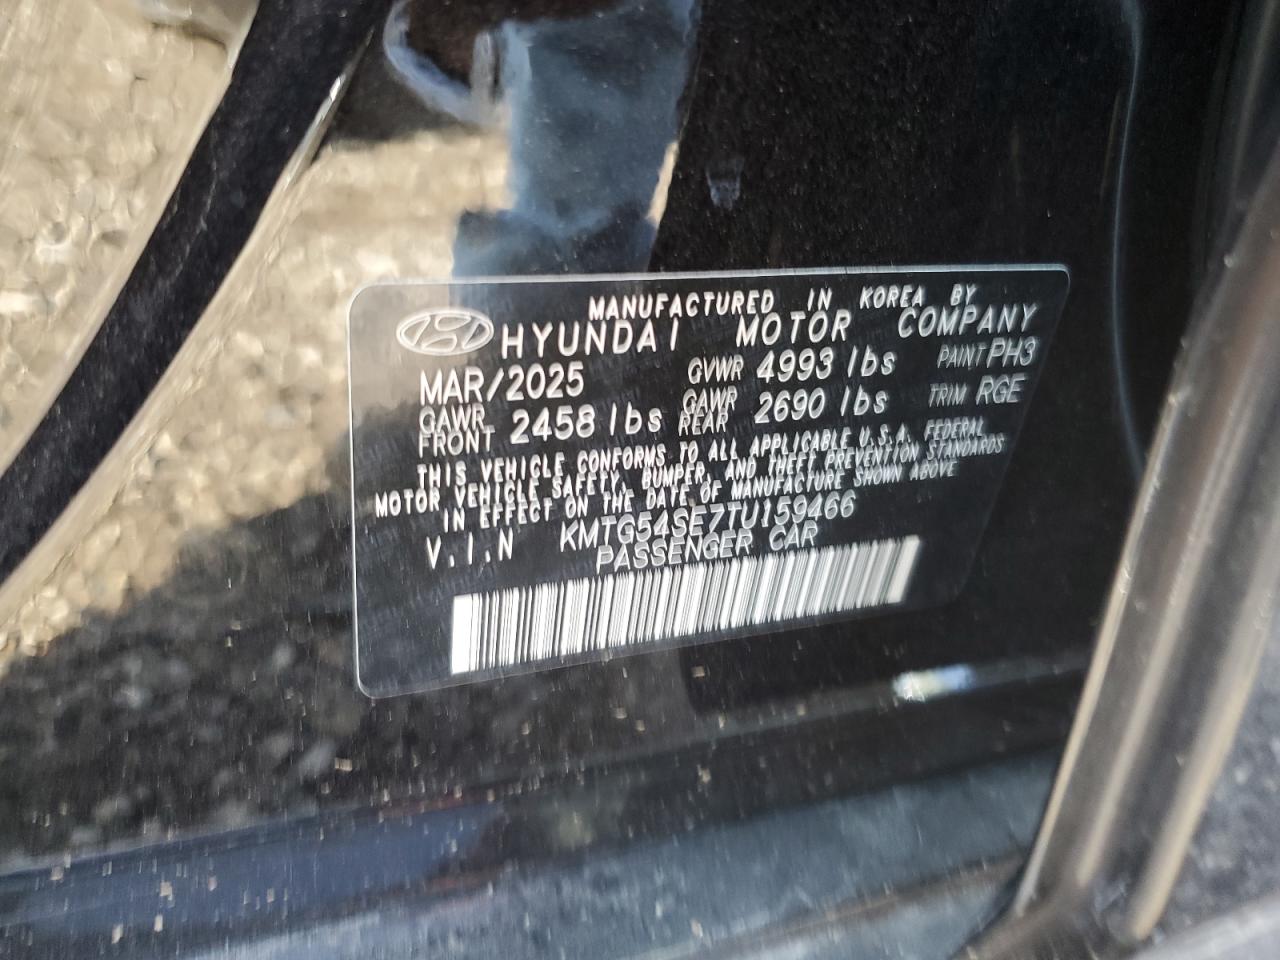 MANUFACTURED IN KOREA BY
HYUNDAI MOTOR COMPANY
MAR/2025 GVWR 4993 lbs PAINT PH3
GAWR FRONT 2458 lbs GAWR REAR 2690 lbs TRIM RGE
THIS VEHICLE CONFORMS TO ALL APPLICABLE U.S.A. FEDERAL
MOTOR VEHICLE SAFETY, BUMPER, AND THEFT PREVENTION STANDARDS
IN EFFECT ON THE DATE OF MANUFACTURE SHOWN ABOVE
V.I.N KMTG54SE7TU159466
PASSENGER CAR